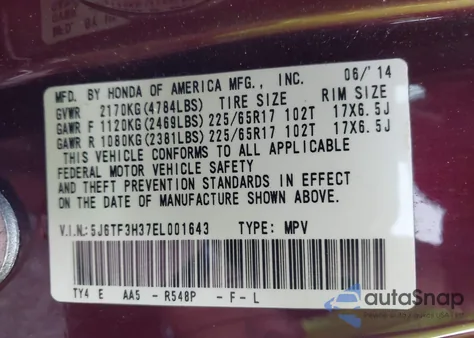 MFD. BY HONDA OF AMERICA MFG., INC. 06/'14
GVWR 2170KG(4784LBS) TIRE SIZE RIM SIZE
GAWR F 1120KG(2469LBS) 225/65R17 102T 17X6.5J
GAWR R 1080KG(2381LBS) 225/65R17 102T 17X6.5J
THIS VEHICLE CONFORMS TO ALL APPLICABLE
FEDERAL MOTOR VEHICLE SAFETY
AND THEFT PREVENTION STANDARDS IN EFFECT
ON THE DATE OF MANUFACTURE SHOWN ABOVE.
V.I.N: 5J6TF3H37EL001643 TYPE: MPV
TY4 E AA5 - R548P - F - L
autoSnap